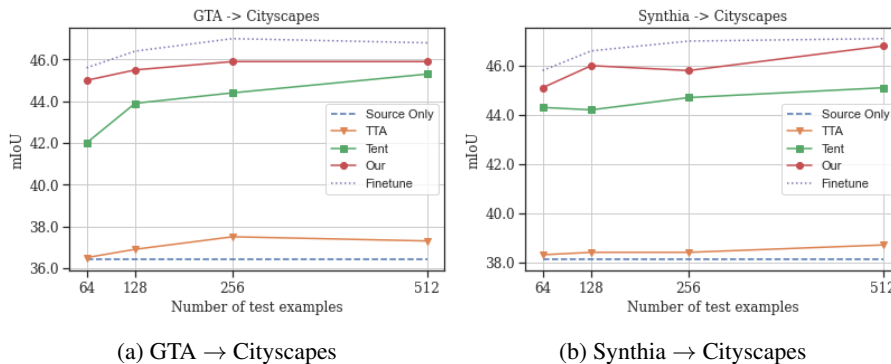 GTA -> Cityscapes
46.0
44.0
42.0
40.0
38.0
36.0
mIoU
Source Only
TTA
Tent
Our
Finetune
64 128 256 512
Number of test examples
(a) GTA → Cityscapes
Synthia -> Cityscapes
46.0
44.0
42.0
40.0
38.0
mIoU
Source Only
TTA
Tent
Our
Finetune
64 128 256 512
Number of test examples
(b) Synthia → Cityscapes